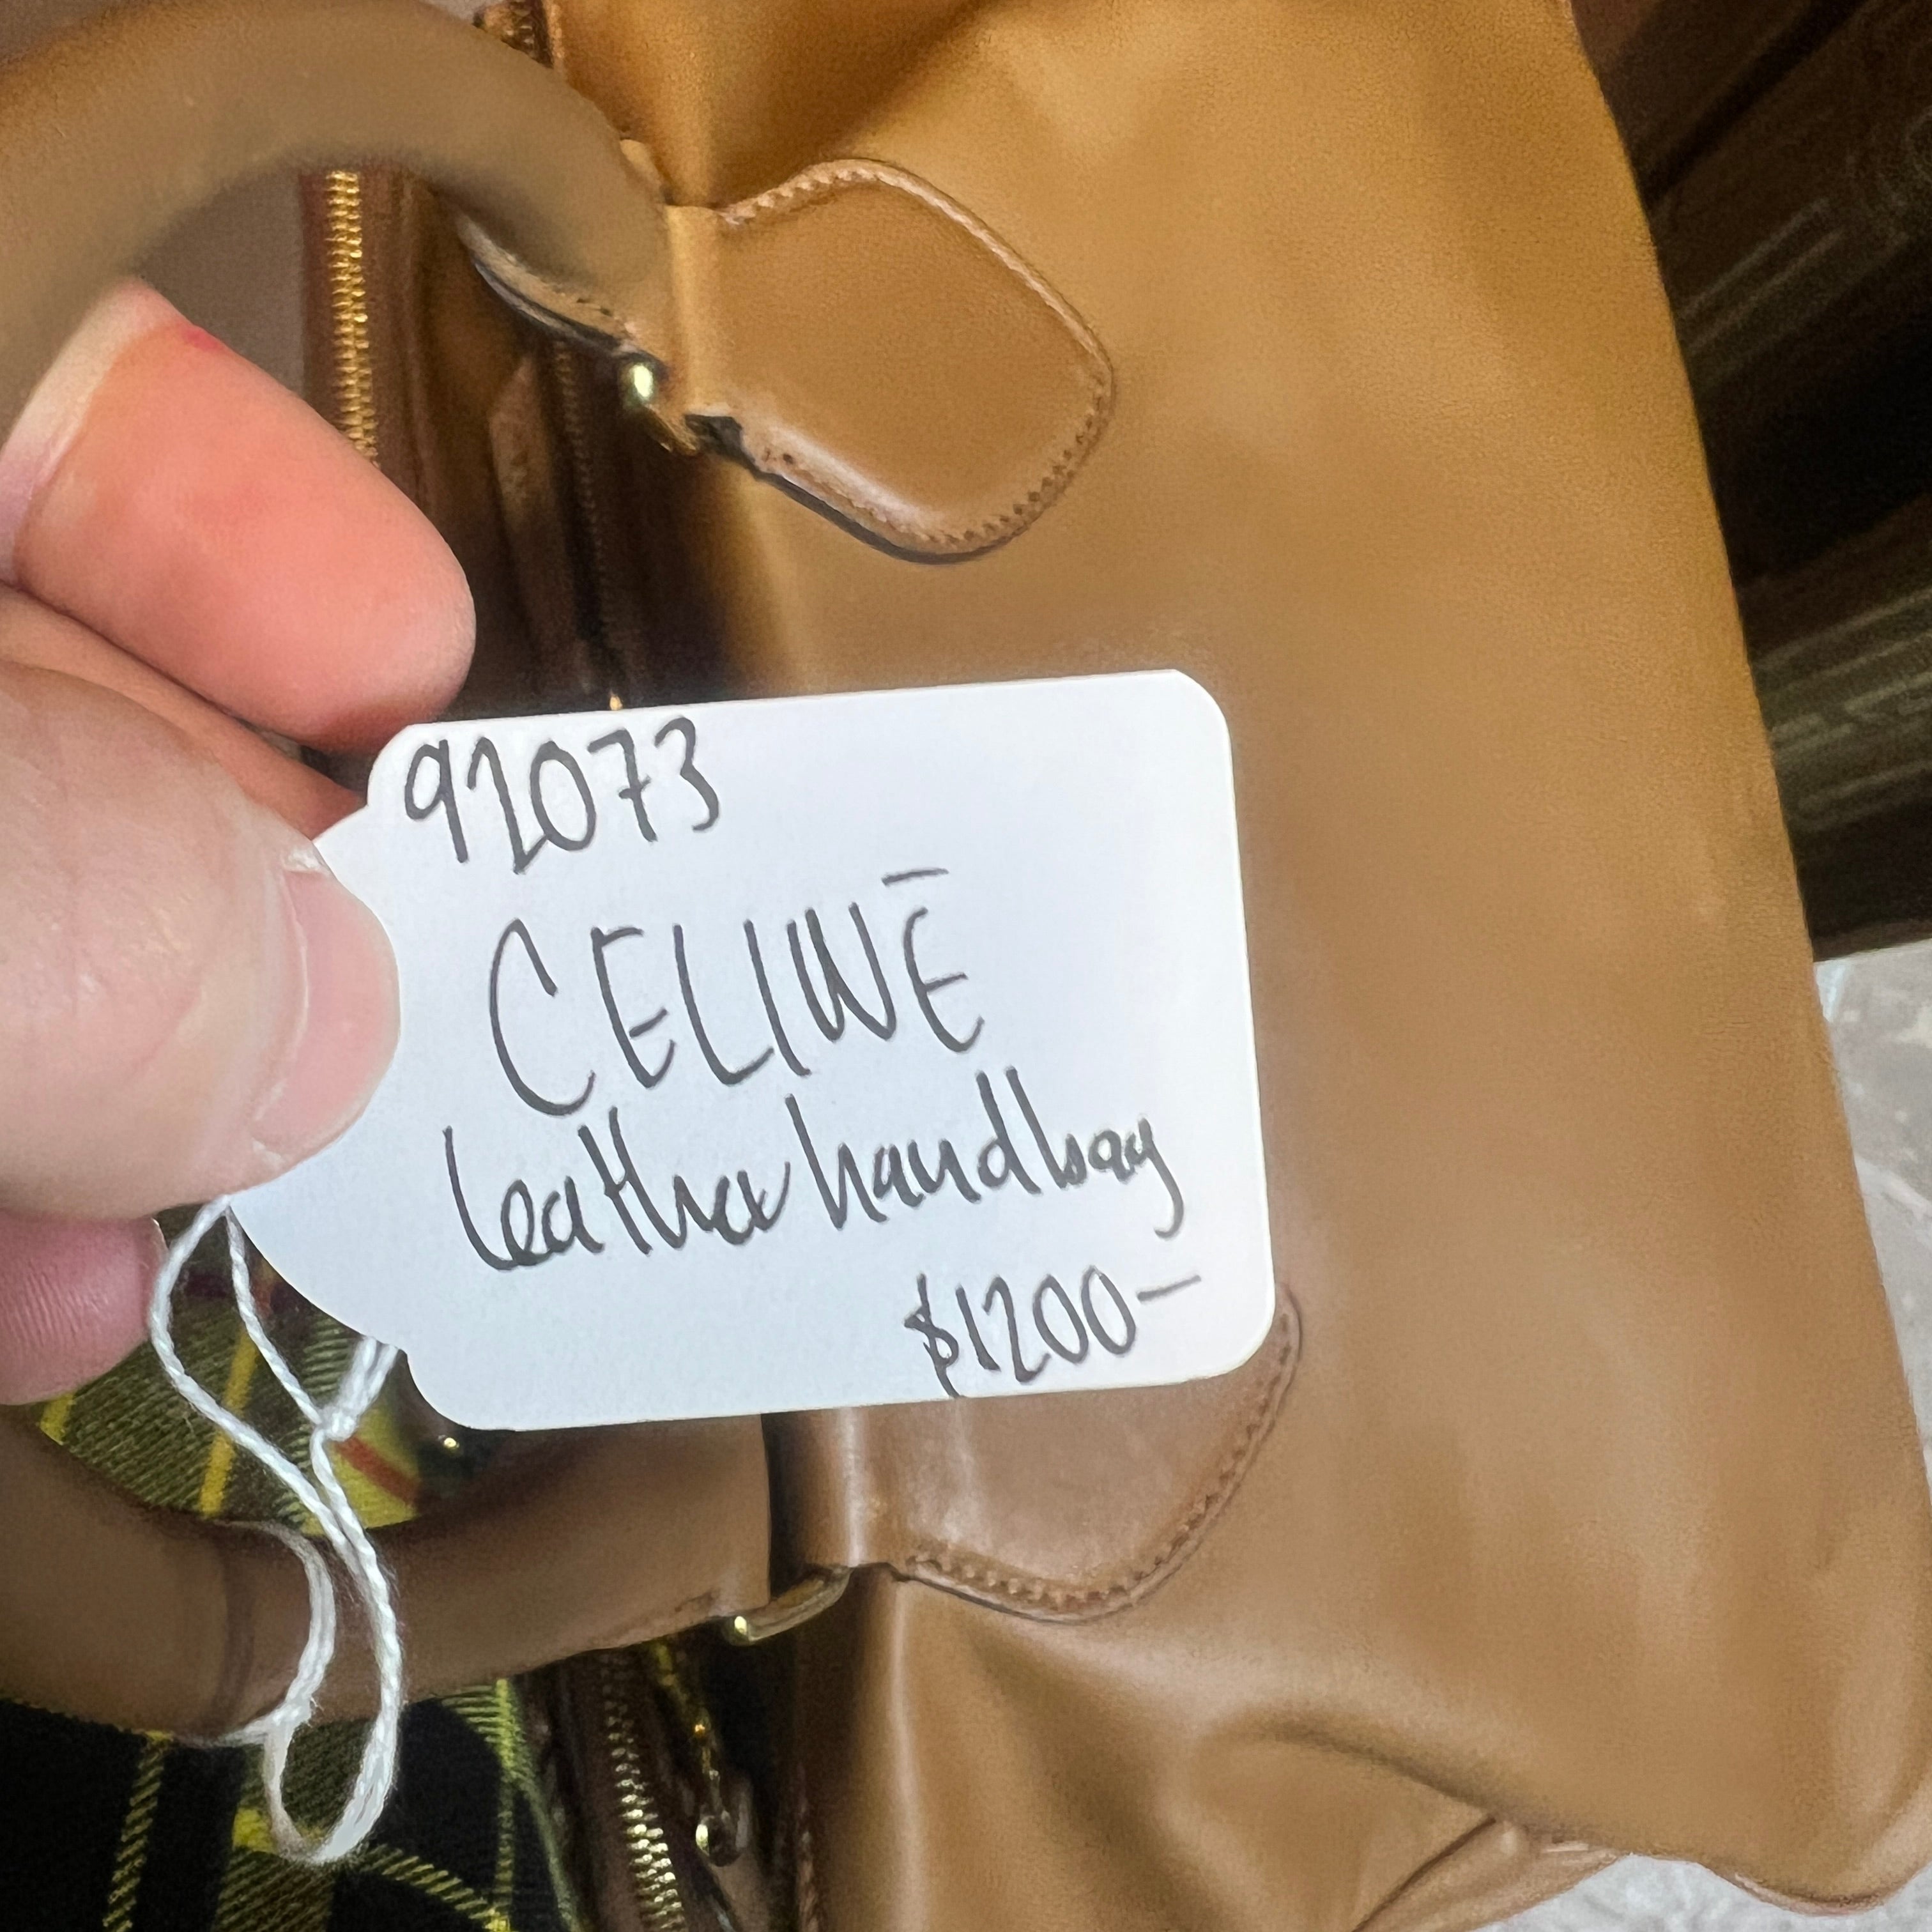 92073
CELINE
leather handbag
$1200-